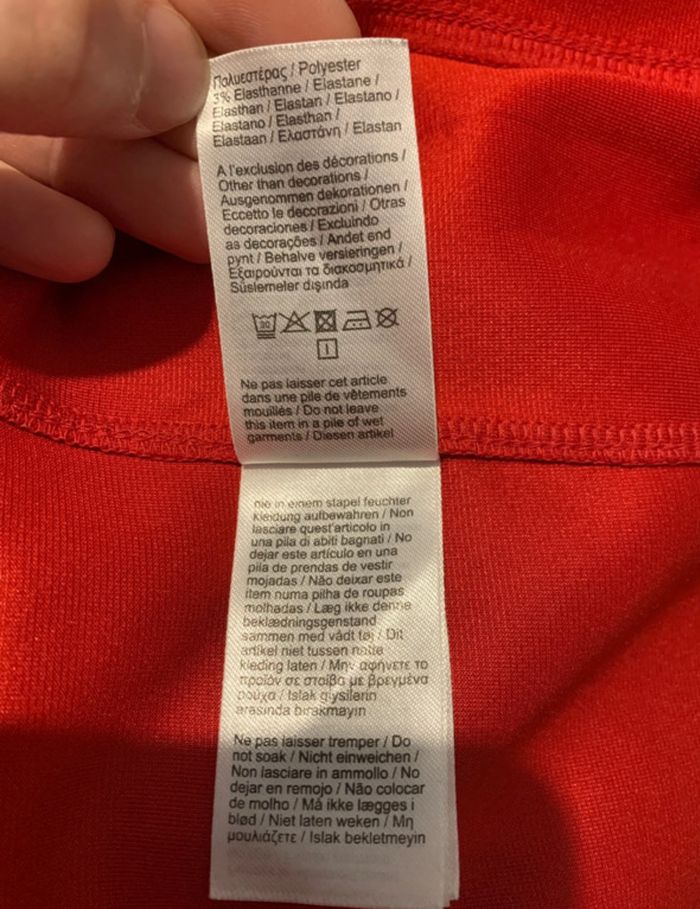 Πολυεστέρας / Polyester
3% Elasthanne / Elastane /
Elasthan / Elastan / Elastano /
Elastano / Elasthan /
Elastaan / Ελαστάνη / Elastan
A l'exclusion des décorations /
Other than decorations /
Ausgenommen dekorationen /
Eccetto le decorazioni / Otras
decoraciones / Excluindo
as decorações / Andet end
pynt / Behalve versieringen /
Εξαιρούνται τα διακοσμητικά /
Süslemeler dışında
30
Ne pas laisser cet article
dans une pile de vêtements
mouillés / Do not leave
this item in a pile of wet
garments / Diesen artikel
nie in einem stapel feuchter
Kleidung aufbewahren / Non
lasciare quest'articolo in
una pila di abiti bagnati / No
dejar este artículo en una
pila de prendas de vestir
mojadas / Não deixar este
item numa pilha de roupas
molhadas / Læg ikke denne
beklædningsgenstand
sammen med vådt tøj / Dit
artikel niet tussen natte
kleding laten / Μην αφήνετε το
προϊόν σε στοίβα με βρεγμένα
ρούχα / Islak giysilerin
arasında bırakmayın
Ne pas laisser tremper / Do
not soak / Nicht einweichen /
Non lasciare in ammollo / No
dejar en remojo / Não colocar
de molho / Må ikke lægges i
blød / Niet laten weken / Μη
μουλιάζετε / Islak bekletmeyin